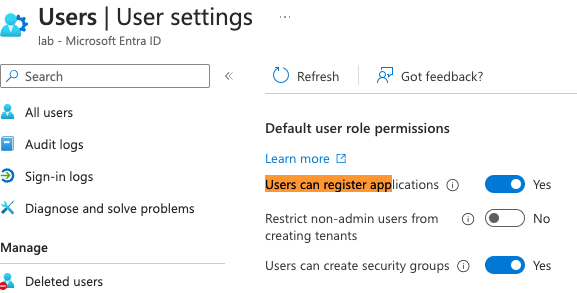 Users | User settings ...
lab - Microsoft Entra ID
Search
Refresh
Got feedback?
All users
Audit logs
Sign-in logs
Diagnose and solve problems
Manage
Deleted users
Default user role permissions
Learn more
Users can register applications Yes
Restrict non-admin users from
creating tenants No
Users can create security groups Yes